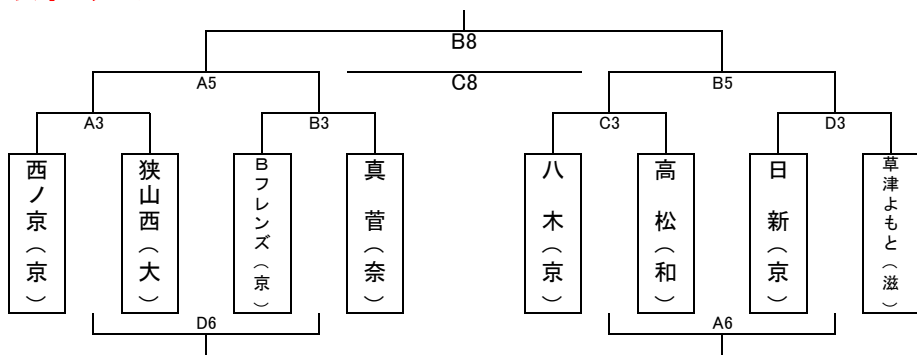 B8
A5
C8
B5
A3
B3
C3
D3
西ノ京（京）
狭山西（大）
Bフレンズ（京）
真菅（奈）
八木（京）
高松（和）
日新（京）
草津よもと（滋）
D6
A6